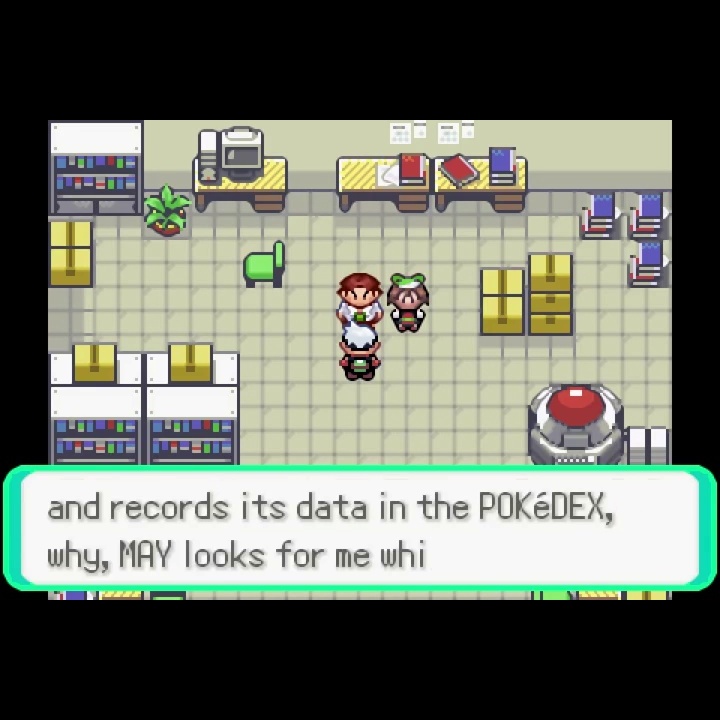 and records its data in the POKéDEX,
why, MAY looks for me whi